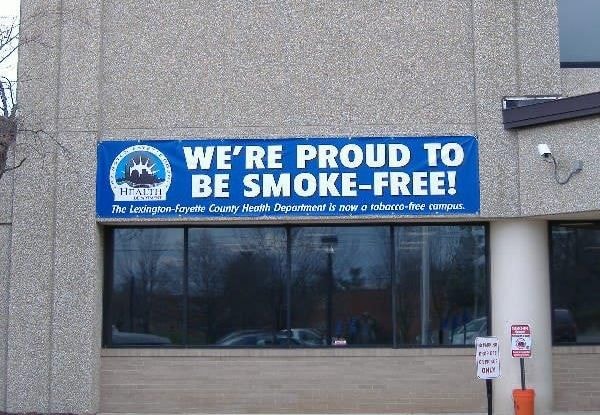 WE'RE PROUD TO
BE SMOKE-FREE!
HEALTH
DEPARTMENT
The Lexington-Fayette County Health Department is now a tobacco-free campus.
ONLY